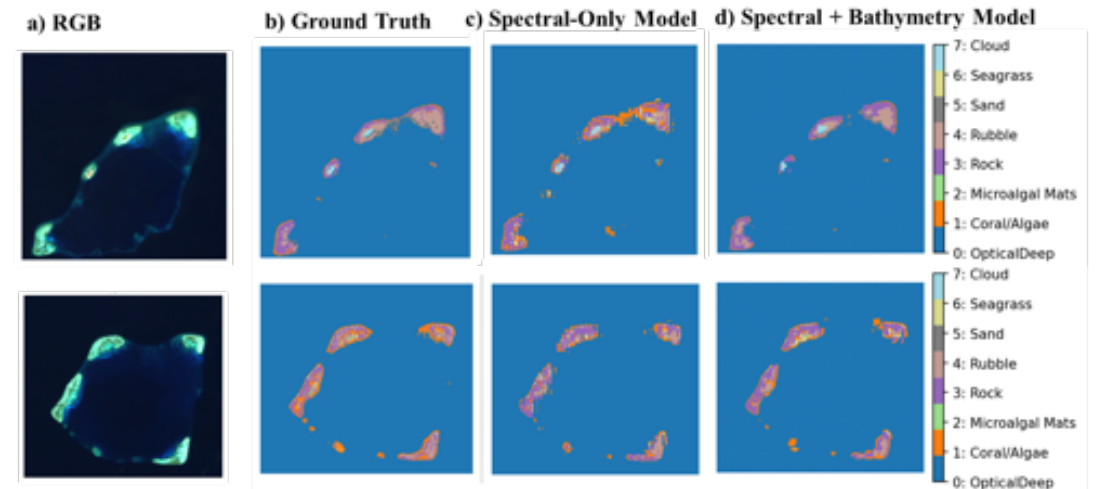 a) RGB
b) Ground Truth
c) Spectral-Only Model
d) Spectral + Bathymetry Model
7: Cloud
6: Seagrass
5: Sand
4: Rubble
3: Rock
2: Microalgal Mats
1: Coral/Algae
0: OpticalDeep
7: Cloud
6: Seagrass
5: Sand
4: Rubble
3: Rock
2: Microalgal Mats
1: Coral/Algae
0: OpticalDeep